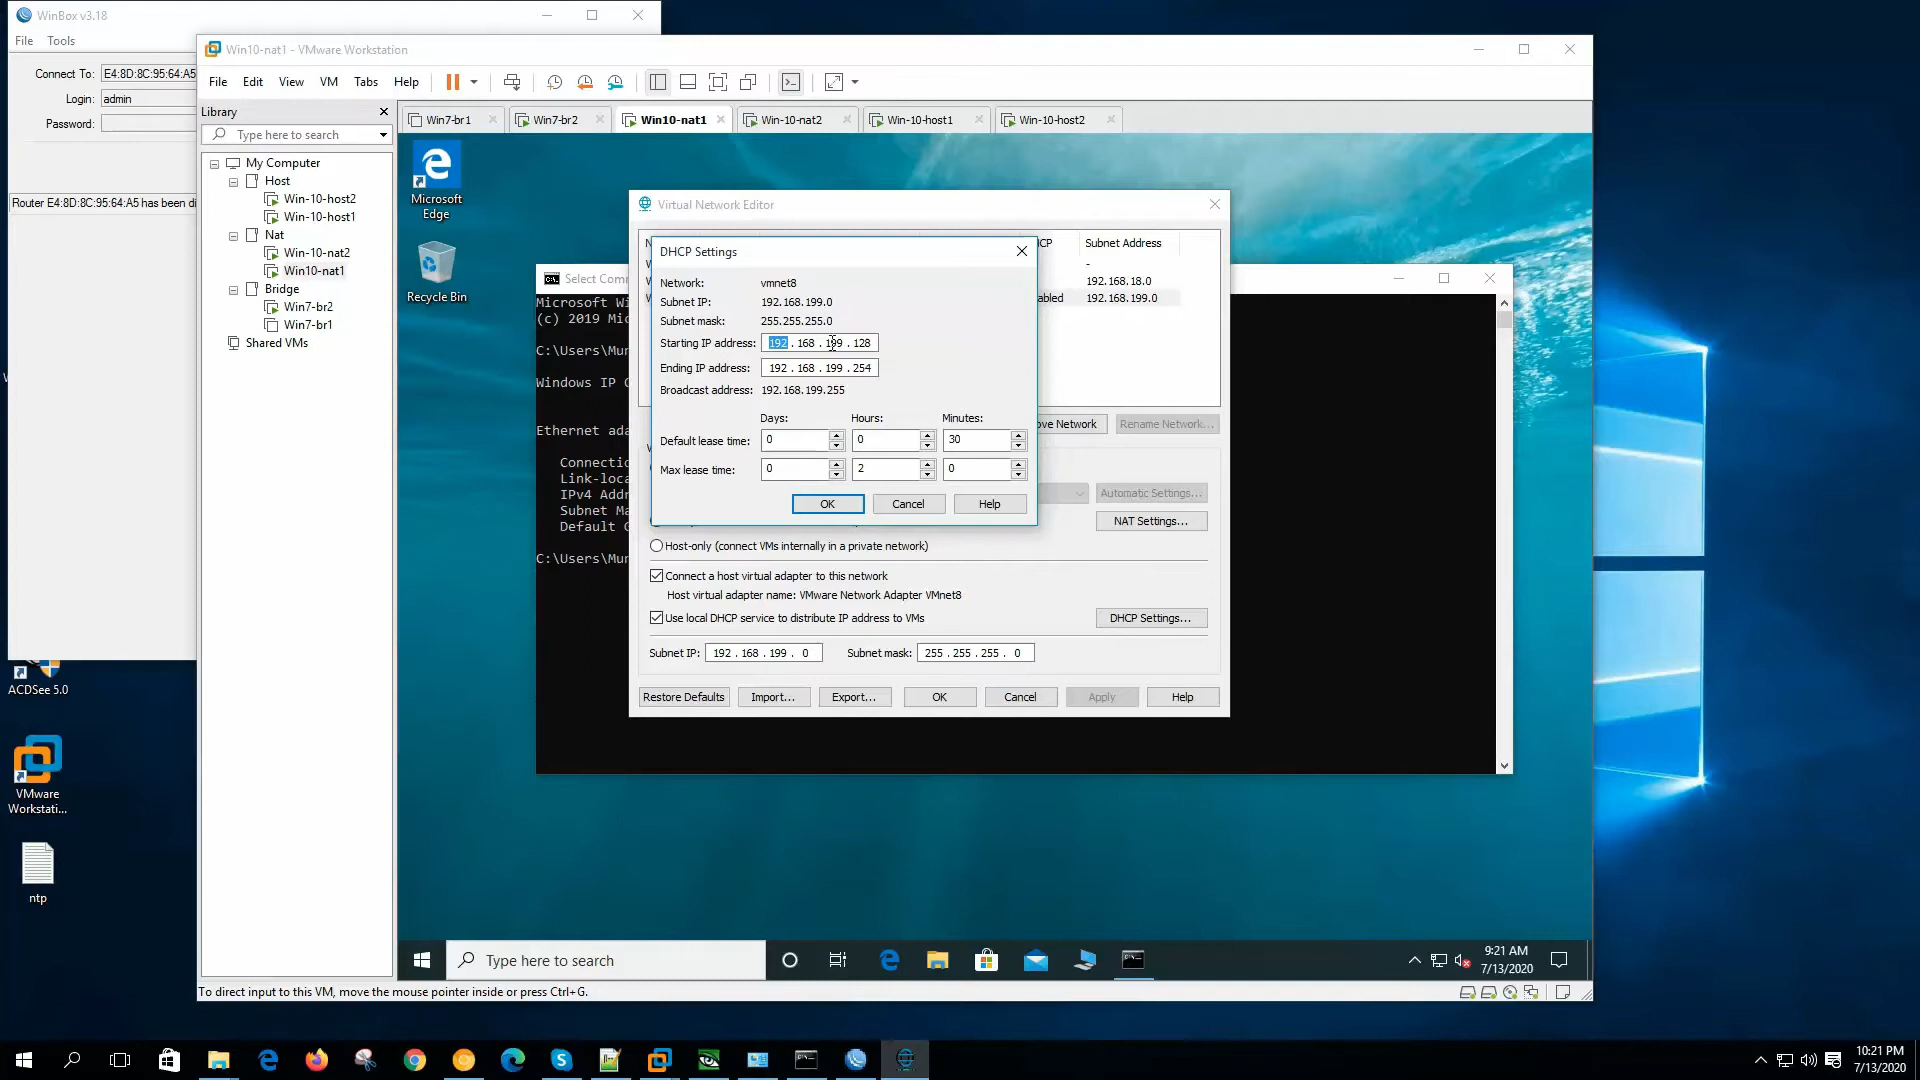 WinBox v3.18
File Tools
Connect To: E4:8D:8C:95:64:A5
Login: admin
Password:
Router E4:8D:8C:95:64:A5 has been di
Win10-nat1 - VMware Workstation
File Edit View VM Tabs Help
Library
Type here to search
My Computer
Host
Win-10-host2
Win-10-host1
Nat
Win-10-nat2
Win10-nat1
Bridge
Win7-br2
Win7-br1
Shared VMs
Win7-br1 Win7-br2 Win10-nat1 Win-10-nat2 Win-10-host1 Win-10-host2
Microsoft
Edge
Recycle Bin
Select Com
Microsoft Wi
(c) 2019 Mi
C:\Users\Mu
Windows IP C
Ethernet ada
Connectio
Link-loca
IPv4 Addr
Subnet Ma
Default G
C:\Users\Mu
Virtual Network Editor
Subnet Address
-
192.168.18.0
abled 192.168.199.0
ove Network Rename Network...
Automatic Settings...
NAT Settings...
Host-only (connect VMs internally in a private network)
Connect a host virtual adapter to this network
Host virtual adapter name: VMware Network Adapter VMnet8
Use local DHCP service to distribute IP address to VMs
DHCP Settings...
Subnet IP: 192 . 168 . 199 . 0 Subnet mask: 255 . 255 . 255 . 0
Restore Defaults Import... Export... OK Cancel Apply Help
DHCP Settings
Network: vmnet8
Subnet IP: 192.168.199.0
Subnet mask: 255.255.255.0
Starting IP address: 192 . 168 . 199 . 128
Ending IP address: 192 . 168 . 199 . 254
Broadcast address: 192.168.199.255
Days: Hours: Minutes:
Default lease time: 0 0 30
Max lease time: 0 2 0
OK Cancel Help
Type here to search
9:21 AM
7/13/2020
To direct input to this VM, move the mouse pointer inside or press Ctrl+G.
ACDSee 5.0
VMware
Workstati...
ntp
10:21 PM
7/13/2020